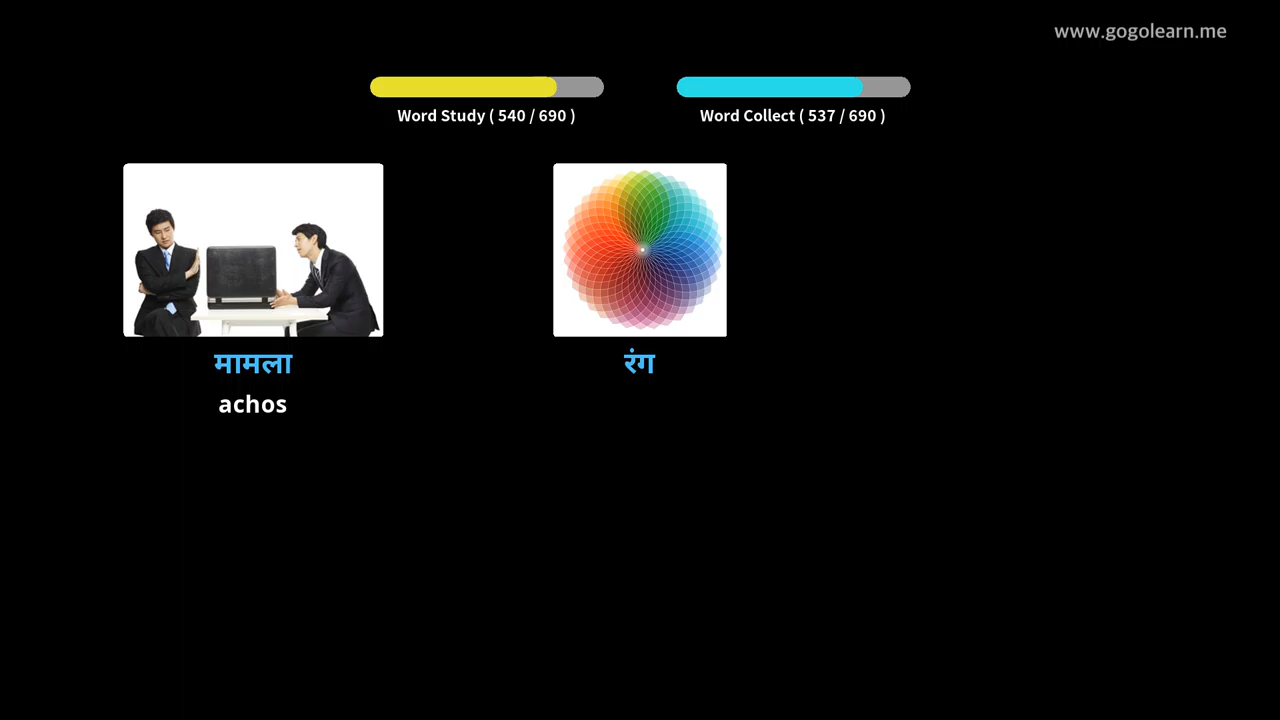 www.gogolearn.me
Word Study ( 540 / 690 )
Word Collect ( 537 / 690 )
मामला
achos
रंग